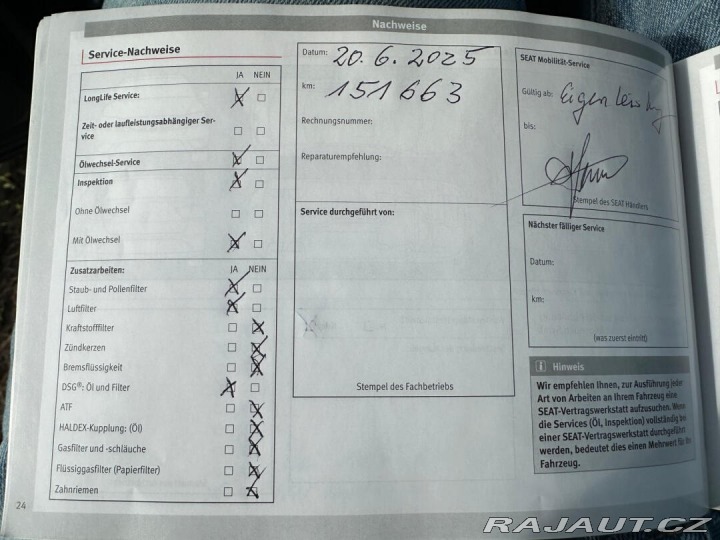 Nachweise
Service-Nachweise
JA NEIN
LongLife Service:
Zeit- oder laufleistungsabhängiger Ser-
vice
Ölwechsel-Service
Inspektion
Ohne Ölwechsel
Mit Ölwechsel
Zusatzarbeiten: JA NEIN
Staub- und Pollenfilter
Luftfilter
Kraftstofffilter
Zündkerzen
Bremsflüssigkeit
DSG®: Öl und Filter
ATF
HALDEX-Kupplung: (Öl)
Gasfilter und -schläuche
Flüssiggasfilter (Papierfilter)
Zahnriemen
24
Datum: 20.6.2025
km: 151663
Rechnungsnummer:
Reparaturempfehlung:
Service durchgeführt von:
Stempel des Fachbetriebs
SEAT Mobilität-Service
Gültig ab: Eigenleistung
bis:
Stempel des SEAT Händlers
Nächster fälliger Service
Datum:
km:
(was zuerst eintritt)
i Hinweis
Wir empfehlen Ihnen, zur Ausführung jeder
Art von Arbeiten an Ihrem Fahrzeug eine
SEAT-Vertragswerkstatt aufzusuchen. Wenn
die Services (Öl, Inspektion) vollständig bei
einer SEAT-Vertragswerkstatt durchgeführt
werden, bedeutet dies einen Mehrwert für Ihr
Fahrzeug.
RAJAUT.CZ